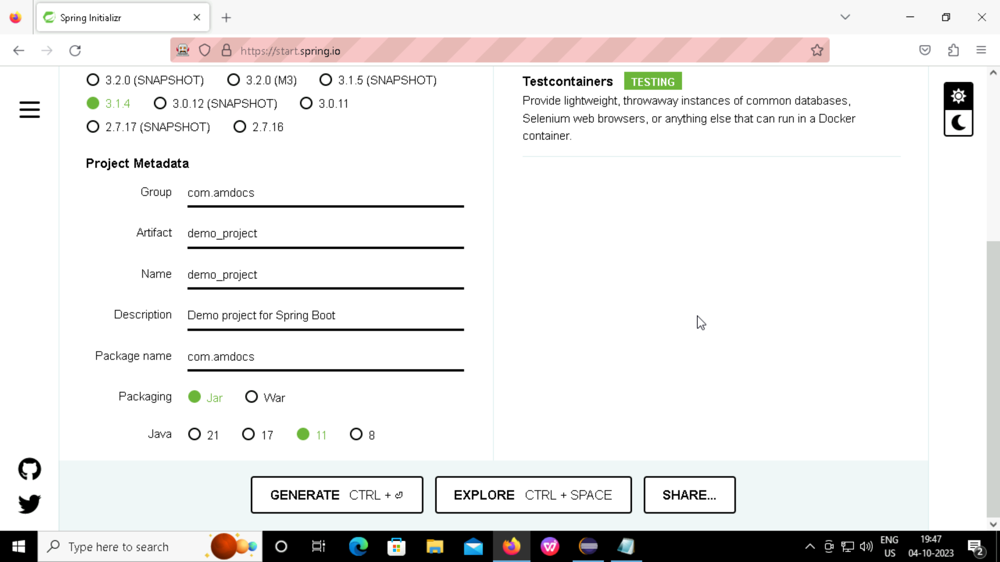 Spring Initializr
https://start.spring.io
3.2.0 (SNAPSHOT) 3.2.0 (M3) 3.1.5 (SNAPSHOT)
3.1.4 3.0.12 (SNAPSHOT) 3.0.11
2.7.17 (SNAPSHOT) 2.7.16
Project Metadata
Group com.amdocs
Artifact demo_project
Name demo_project
Description Demo project for Spring Boot
Package name com.amdocs
Packaging Jar War
Java 21 17 11 8
Testcontainers TESTING
Provide lightweight, throwaway instances of common databases,
Selenium web browsers, or anything else that can run in a Docker
container.
GENERATE CTRL + ⏎ EXPLORE CTRL + SPACE SHARE...
Type here to search
ENG
US
19:47
04-10-2023
2